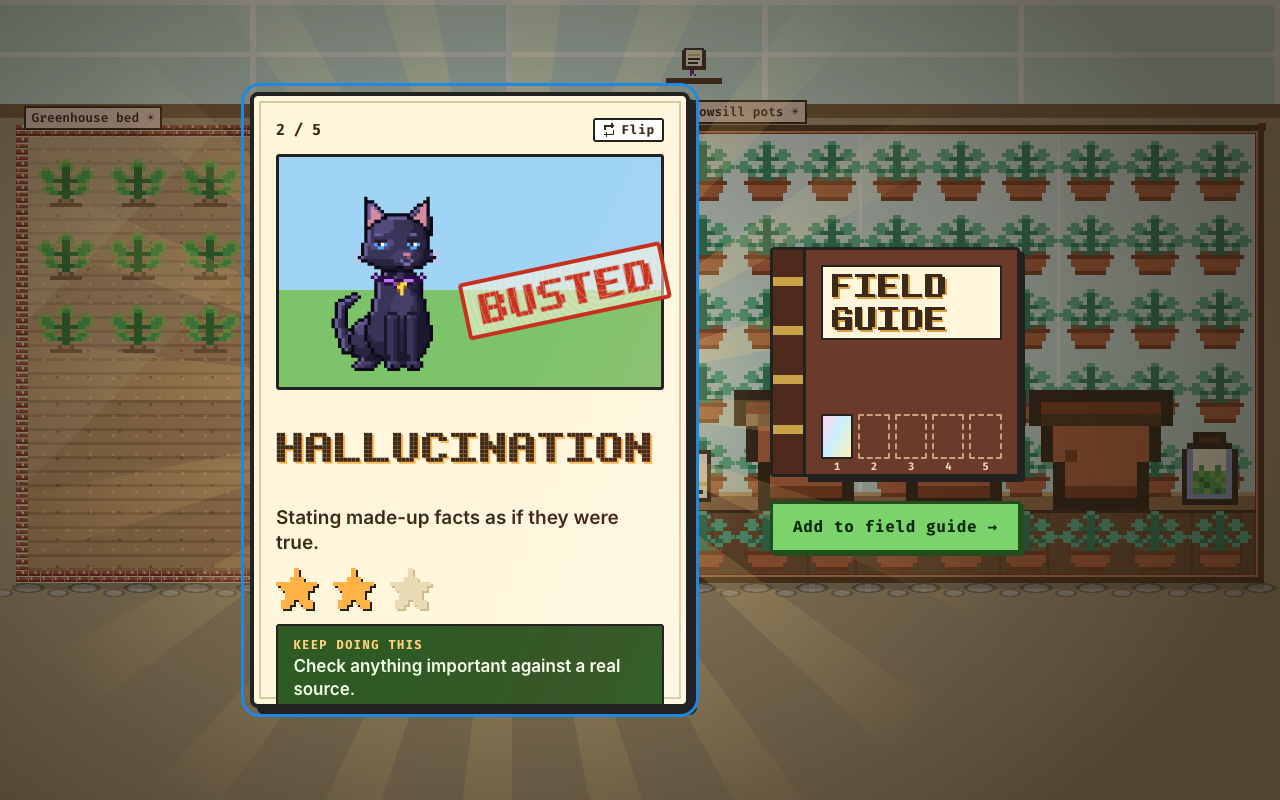 Greenhouse bed ☀
owsill pots ☀
2 / 5
Flip
BUSTED
HALLUCINATION
Stating made-up facts as if they were
true.
KEEP DOING THIS
Check anything important against a real
source.
FIELD
GUIDE
1 2 3 4 5
Add to field guide →